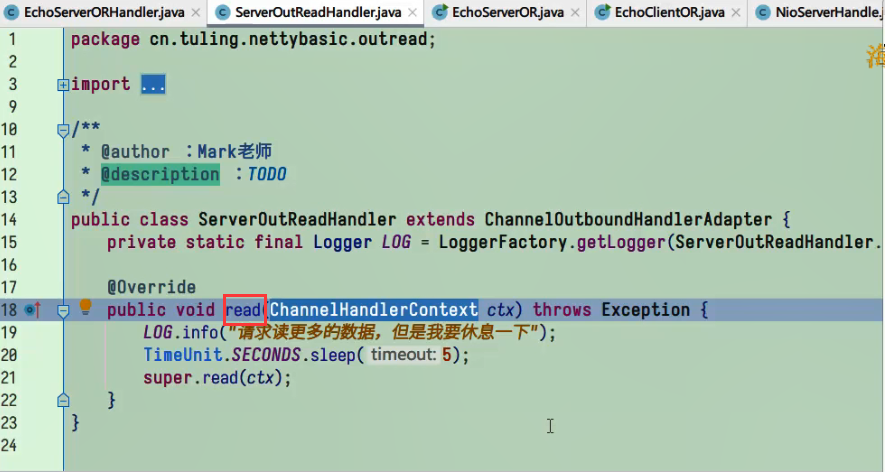 EchoServerORHandler.java ServerOutReadHandler.java EchoServerOR.java EchoClientOR.java NioServerHandle.j
1 package cn.tuling.nettybasic.outread;
2
3 import ...
9
10 /**
11 * @author ：Mark老师
12 * @description ：TODO
13 */
14 public class ServerOutReadHandler extends ChannelOutboundHandlerAdapter {
15 private static final Logger LOG = LoggerFactory.getLogger(ServerOutReadHandler.
16
17 @Override
18 public void read(ChannelHandlerContext ctx) throws Exception {
19 LOG.info("请求读更多的数据，但是我要休息一下");
20 TimeUnit.SECONDS.sleep( timeout: 5);
21 super.read(ctx);
22 }
23 }
24